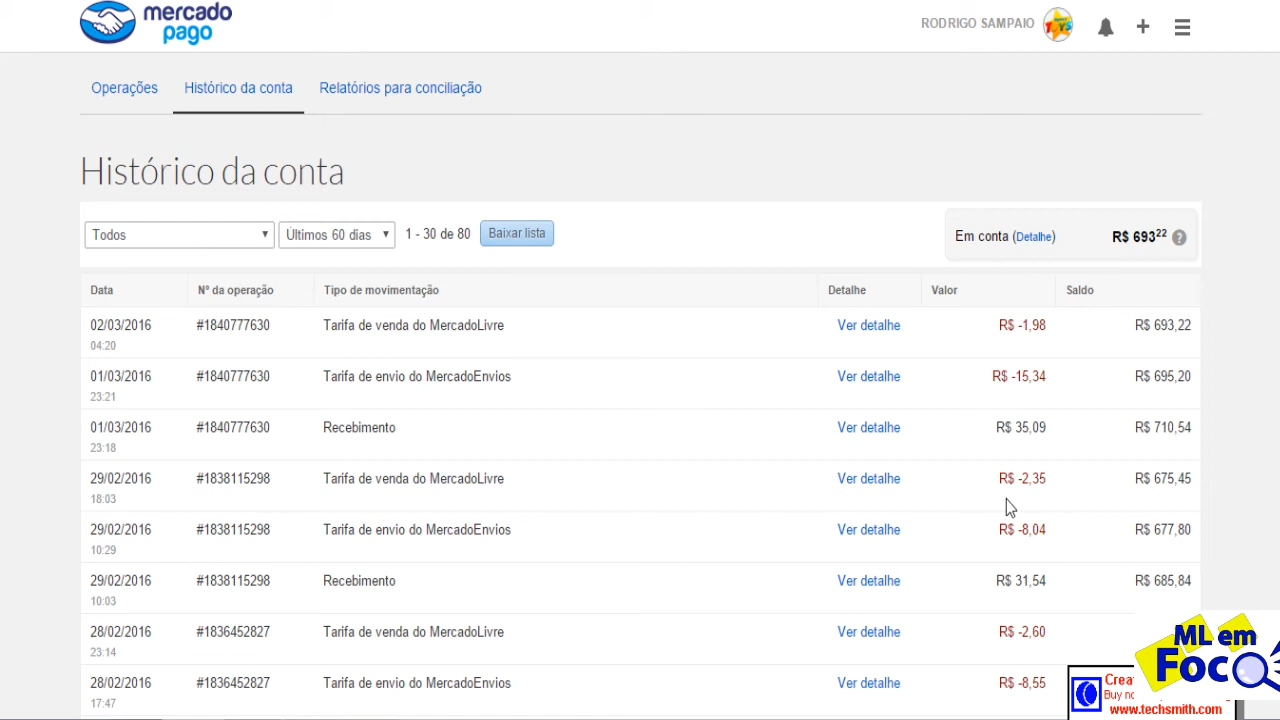 mercado
pago
RODRIGO SAMPAIO
Operações Histórico da conta Relatórios para conciliação
Histórico da conta
Todos Últimos 60 dias 1 - 30 de 80 Baixar lista Em conta (Detalhe) R$ 693 22 ?
Data Nº da operação Tipo de movimentação Detalhe Valor Saldo
02/03/2016 #1840777630 Tarifa de venda do MercadoLivre Ver detalhe R$ -1,98 R$ 693,22
04:20
01/03/2016 #1840777630 Tarifa de envio do MercadoEnvios Ver detalhe R$ -15,34 R$ 695,20
23:21
01/03/2016 #1840777630 Recebimento Ver detalhe R$ 35,09 R$ 710,54
23:18
29/02/2016 #1838115298 Tarifa de venda do MercadoLivre Ver detalhe R$ -2,35 R$ 675,45
18:03
29/02/2016 #1838115298 Tarifa de envio do MercadoEnvios Ver detalhe R$ -8,04 R$ 677,80
10:29
29/02/2016 #1838115298 Recebimento Ver detalhe R$ 31,54 R$ 685,84
10:03
28/02/2016 #1836452827 Tarifa de venda do MercadoLivre Ver detalhe R$ -2,60
23:14
28/02/2016 #1836452827 Tarifa de envio do MercadoEnvios Ver detalhe R$ -8,55
17:47
ML em
Foco
Crea
Buy no
www.techsmith.com